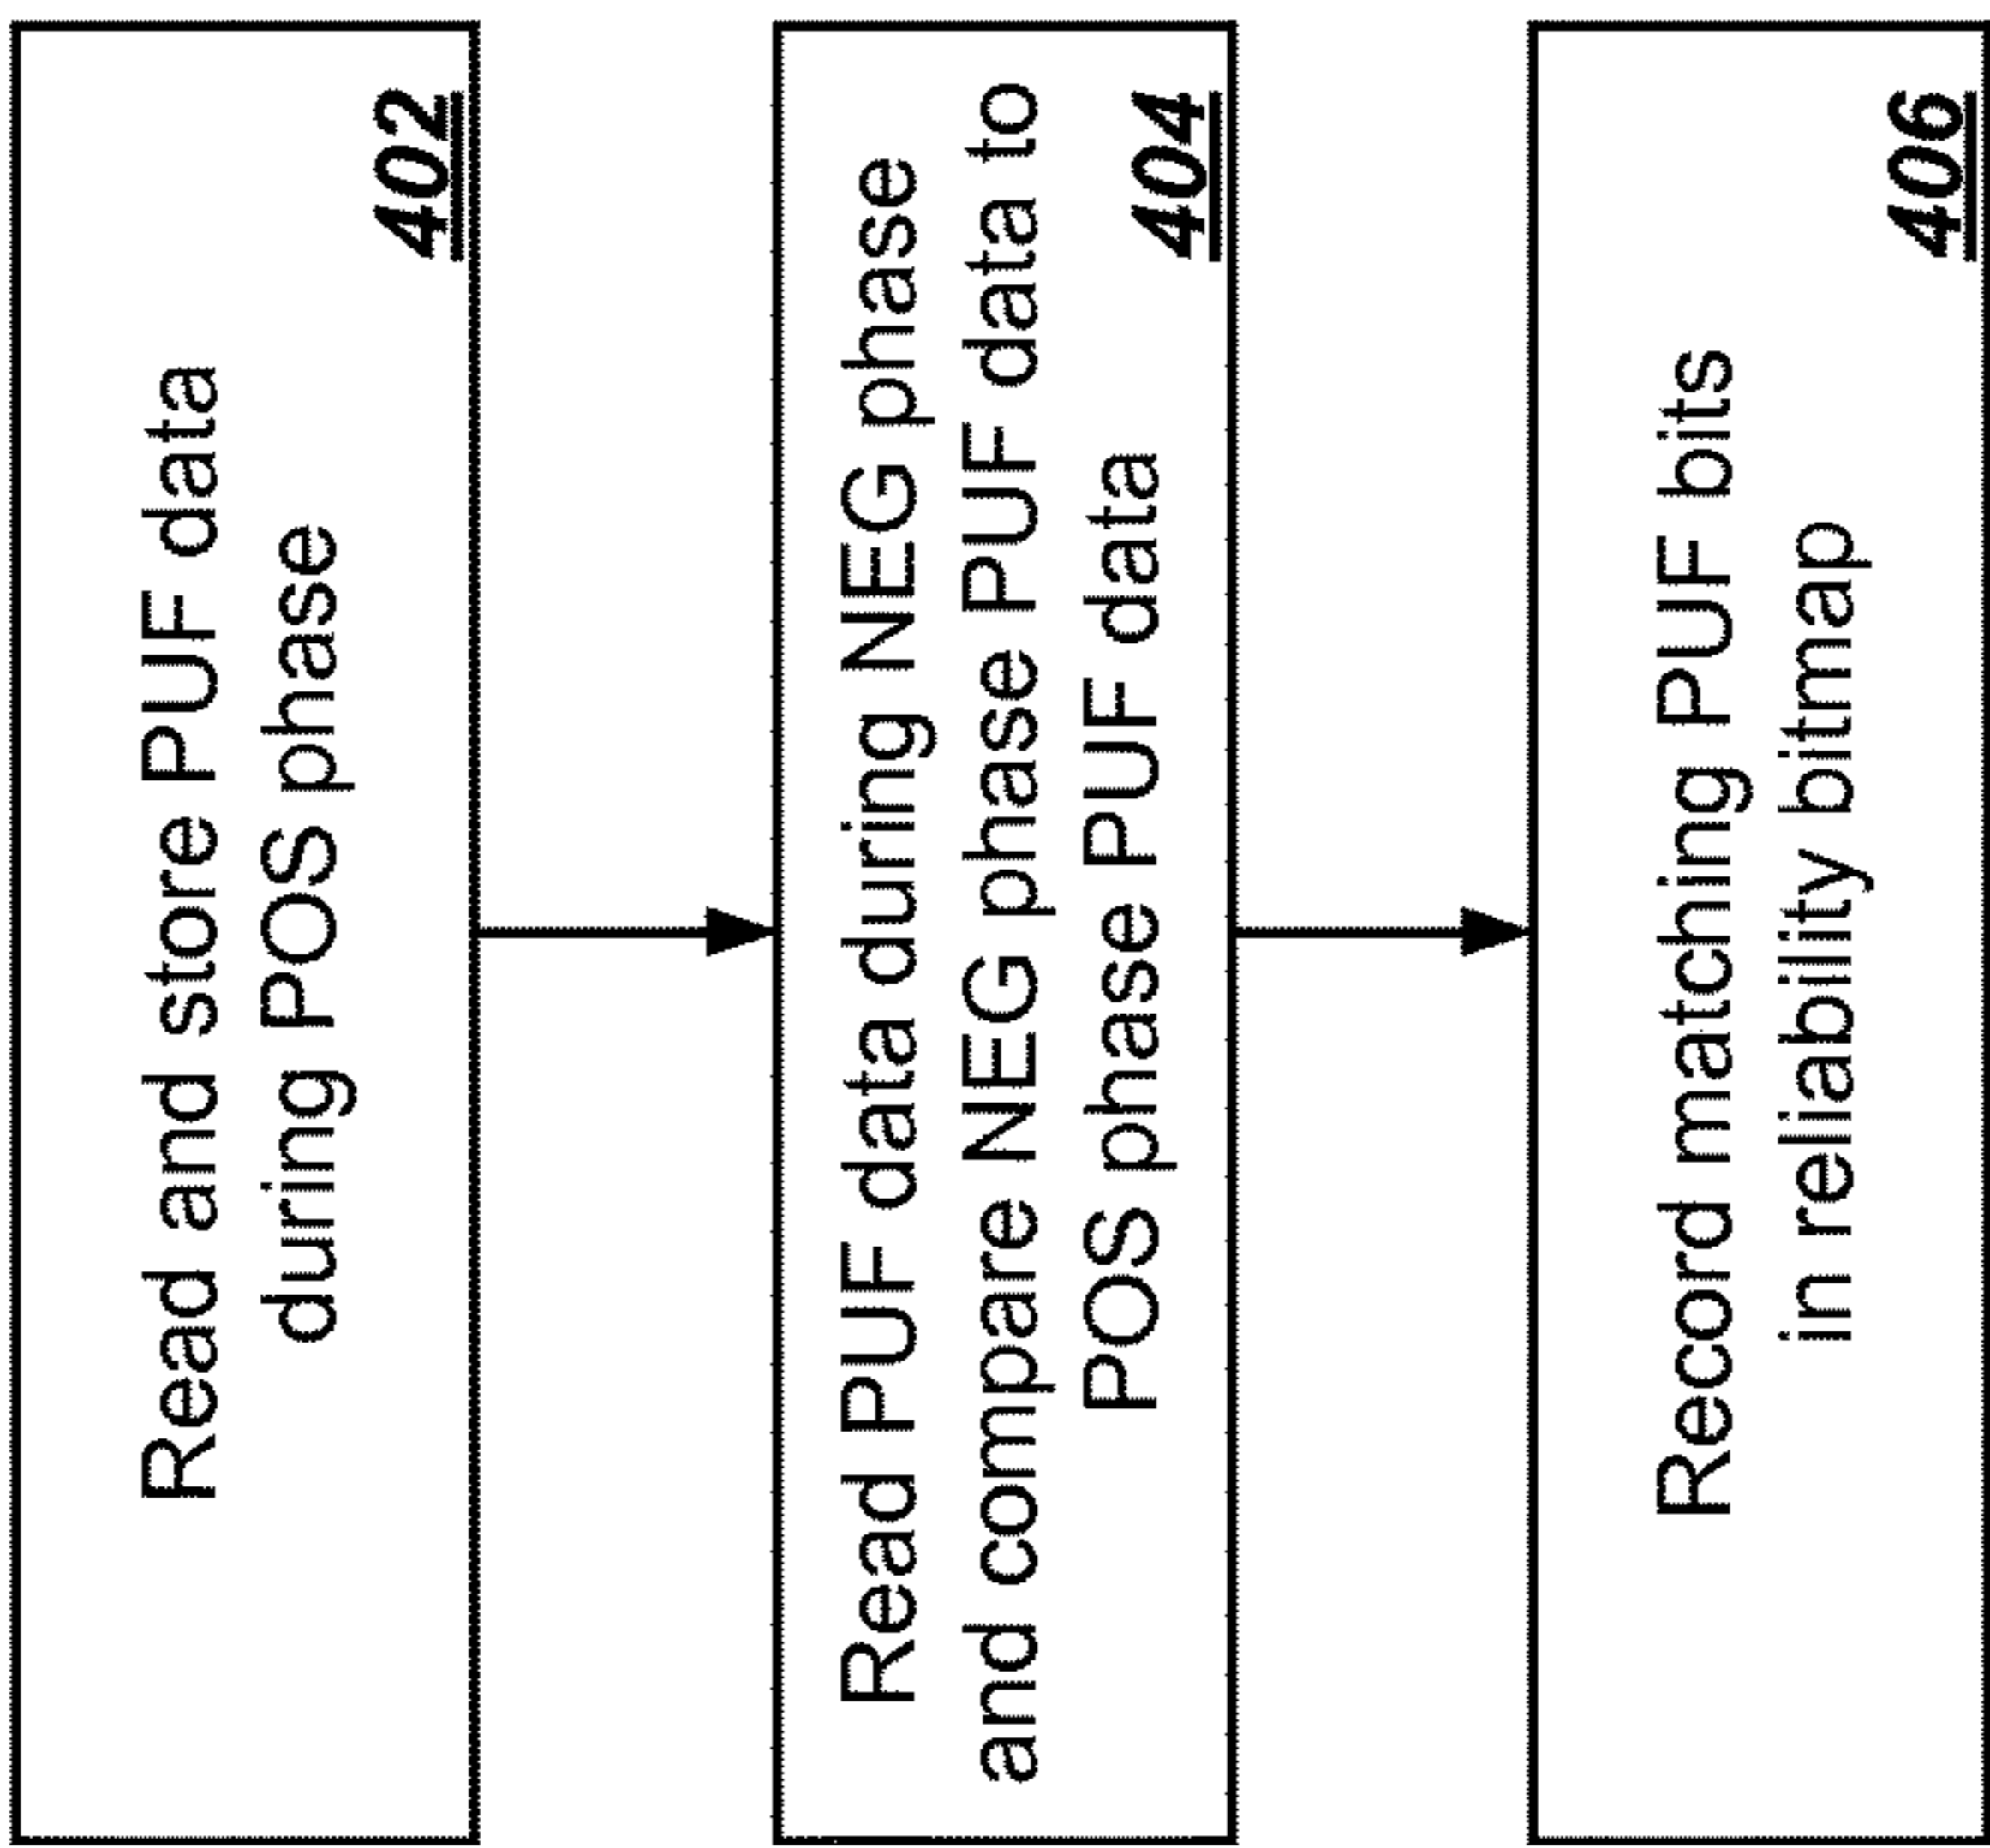 Read and store PUF data
during POS phase
402
Read PUF data during NEG phase
and compare NEG phase PUF data to
POS phase PUF data
404
Record matching PUF bits
in reliability bitmap
406